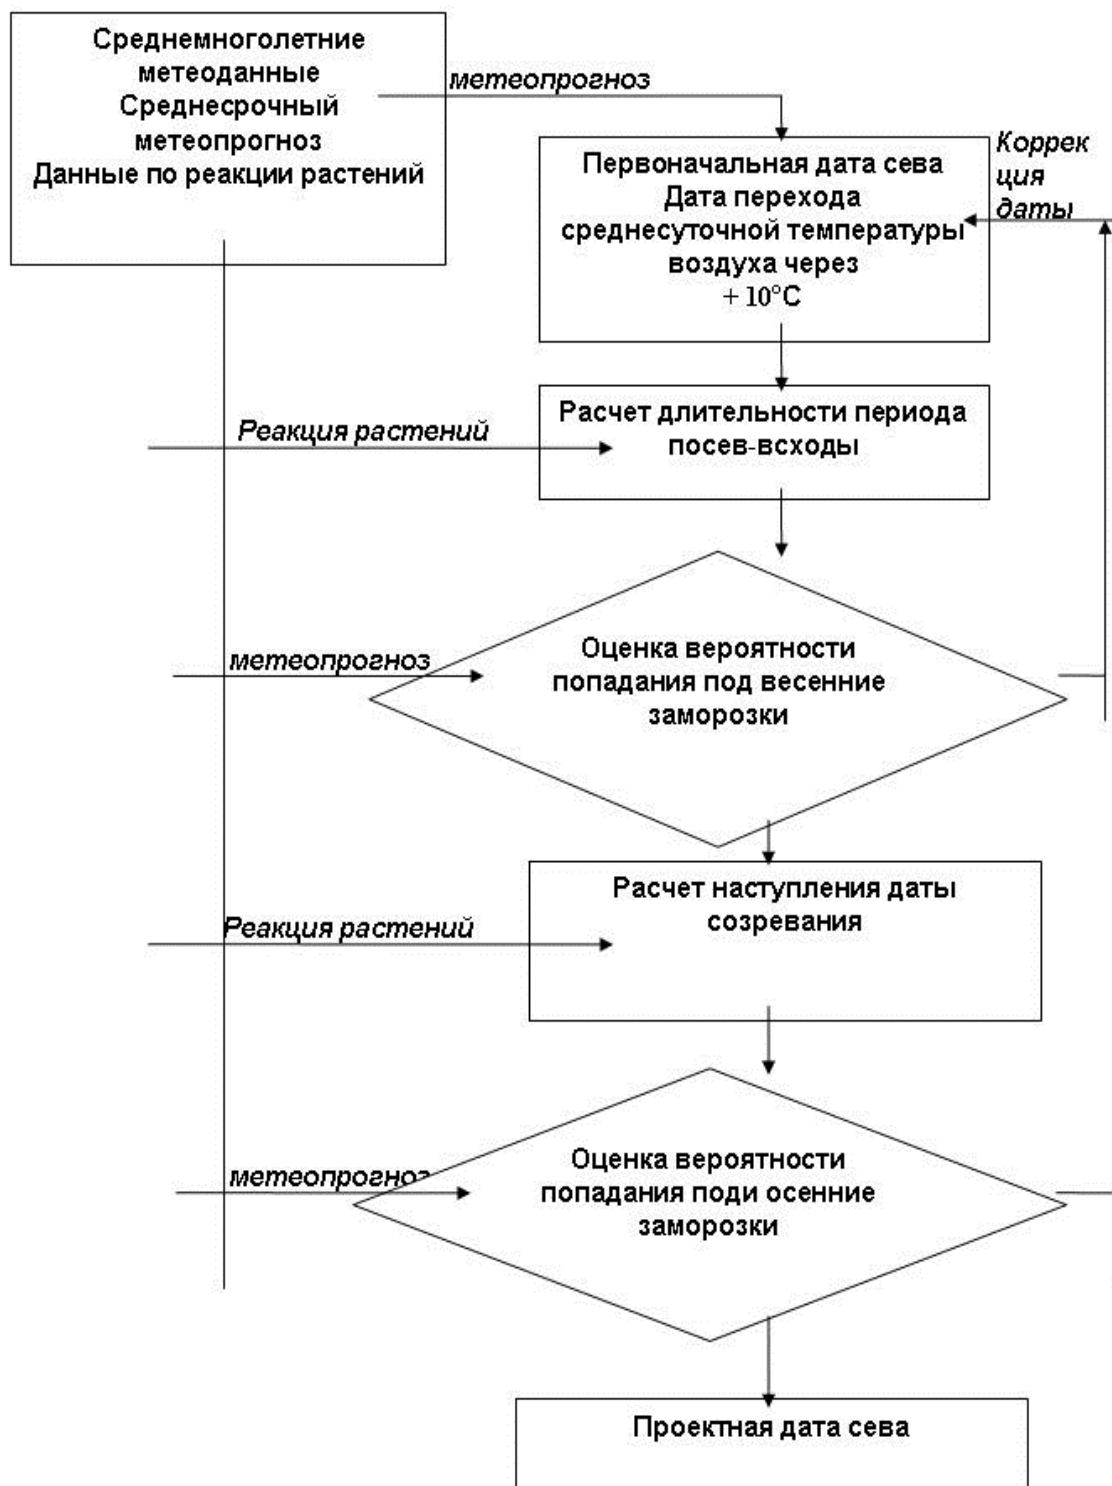 Среднемноголетние
метеоданные
Среднесрочный
метеопрогноз
Данные по реакции растений
метеопрогноз
Первоначальная дата сева
Дата перехода
среднесуточной температуры
воздуха через
+ 10°С
Коррек
ция
даты
Реакция растений
Расчет длительности периода
посев-всходы
метеопрогноз
Оценка вероятности
попадания под весенние
заморозки
Реакция растений
Расчет наступления даты
созревания
метеопрогноз
Оценка вероятности
попадания поди осенние
заморозки
Проектная дата сева